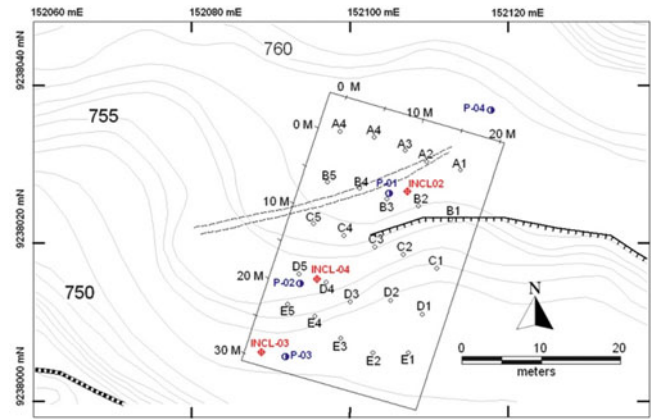 152060 mE 152080 mE 152100 mE 152120 mE
9238040 mN
760
755
0 M
P-04
10 M
20 M
0 M
A4 A4 A3 A2 A1
B5 B4 P-01 INCL02
B3 B2 B1
10 M
9238020 mN
C5 C4 C3 C2 C1
20 M
D5 INCL-04
P-02 D4 D3 D2 D1
750
E5 E4 E3 E2 E1
N
30 M INCL-03 P-03
0 10 20
meters
9238000 mN